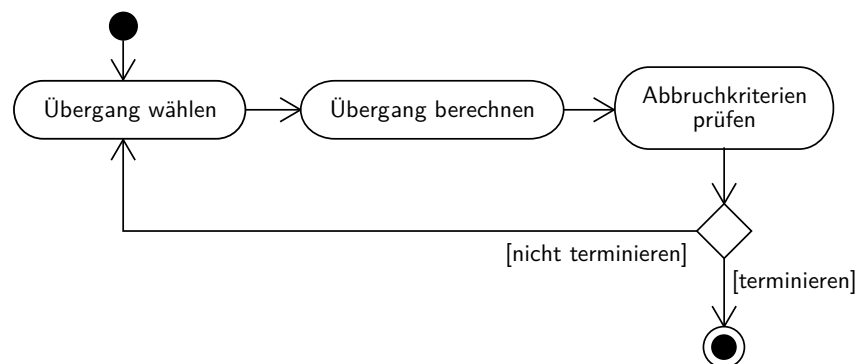 Übergang wählen
Übergang berechnen
Abbruchkriterien
prüfen
[nicht terminieren]
[terminieren]